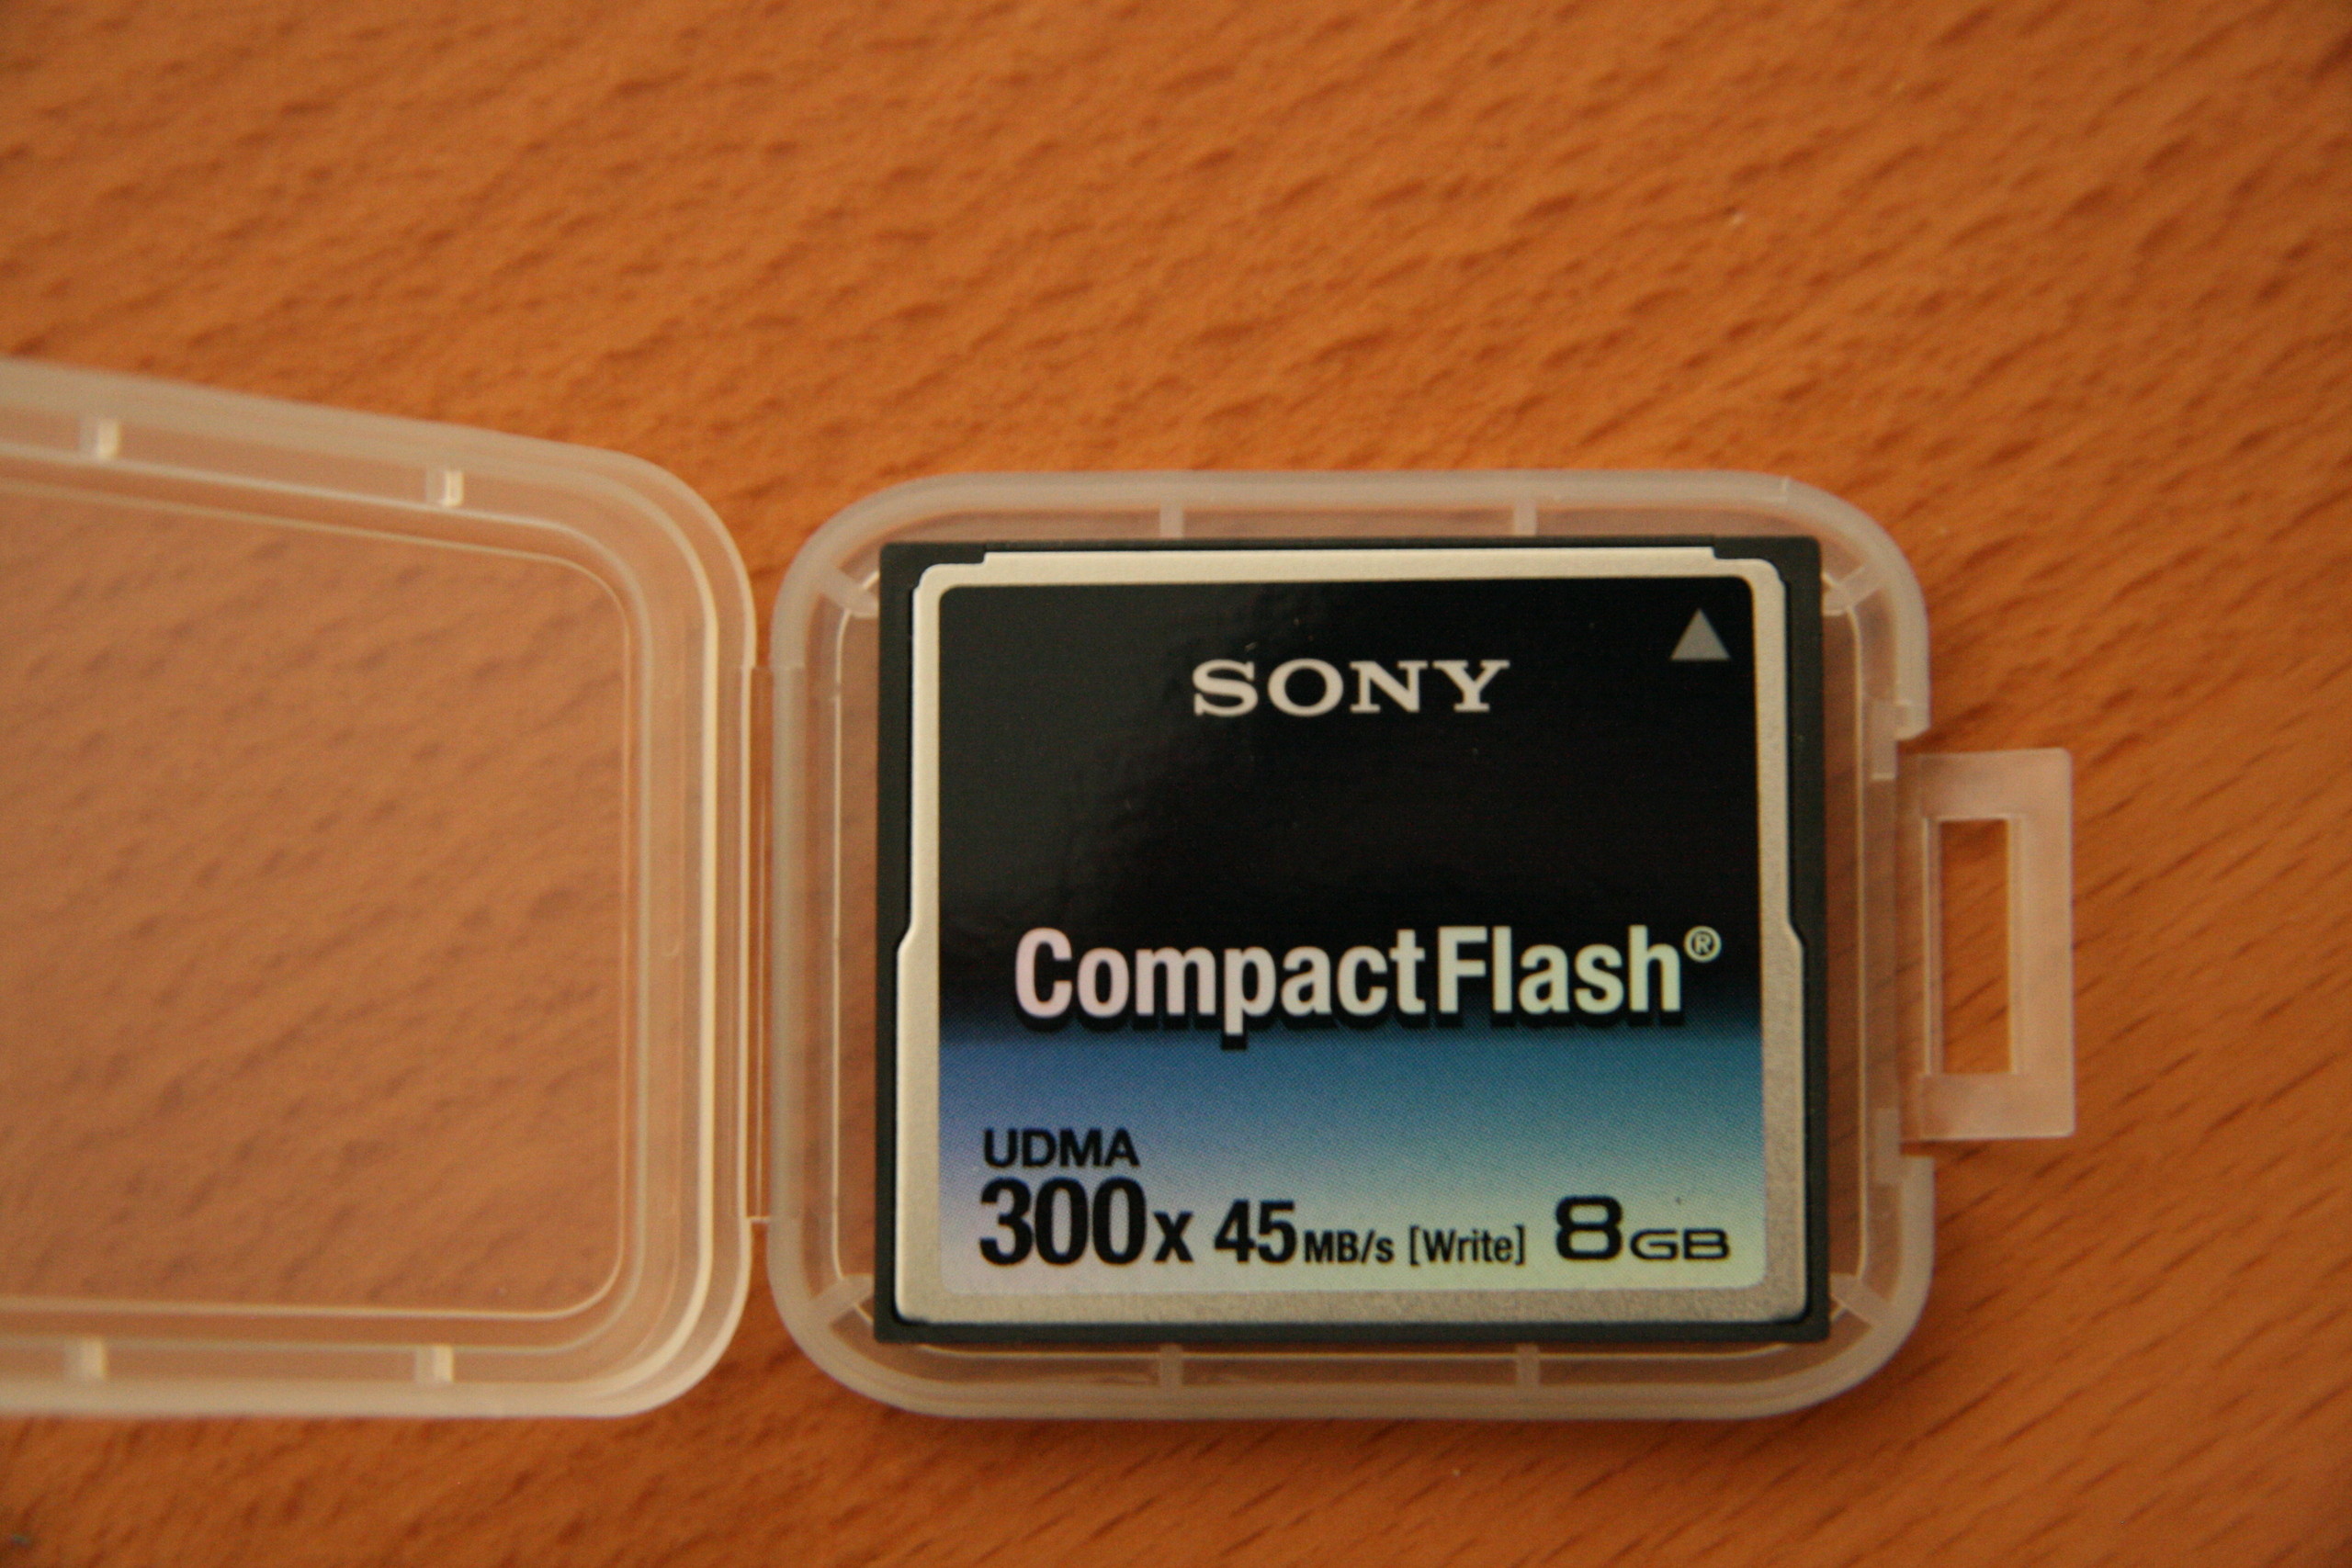 SONY
CompactFlash®
UDMA
300x 45MB/s [Write] 8GB